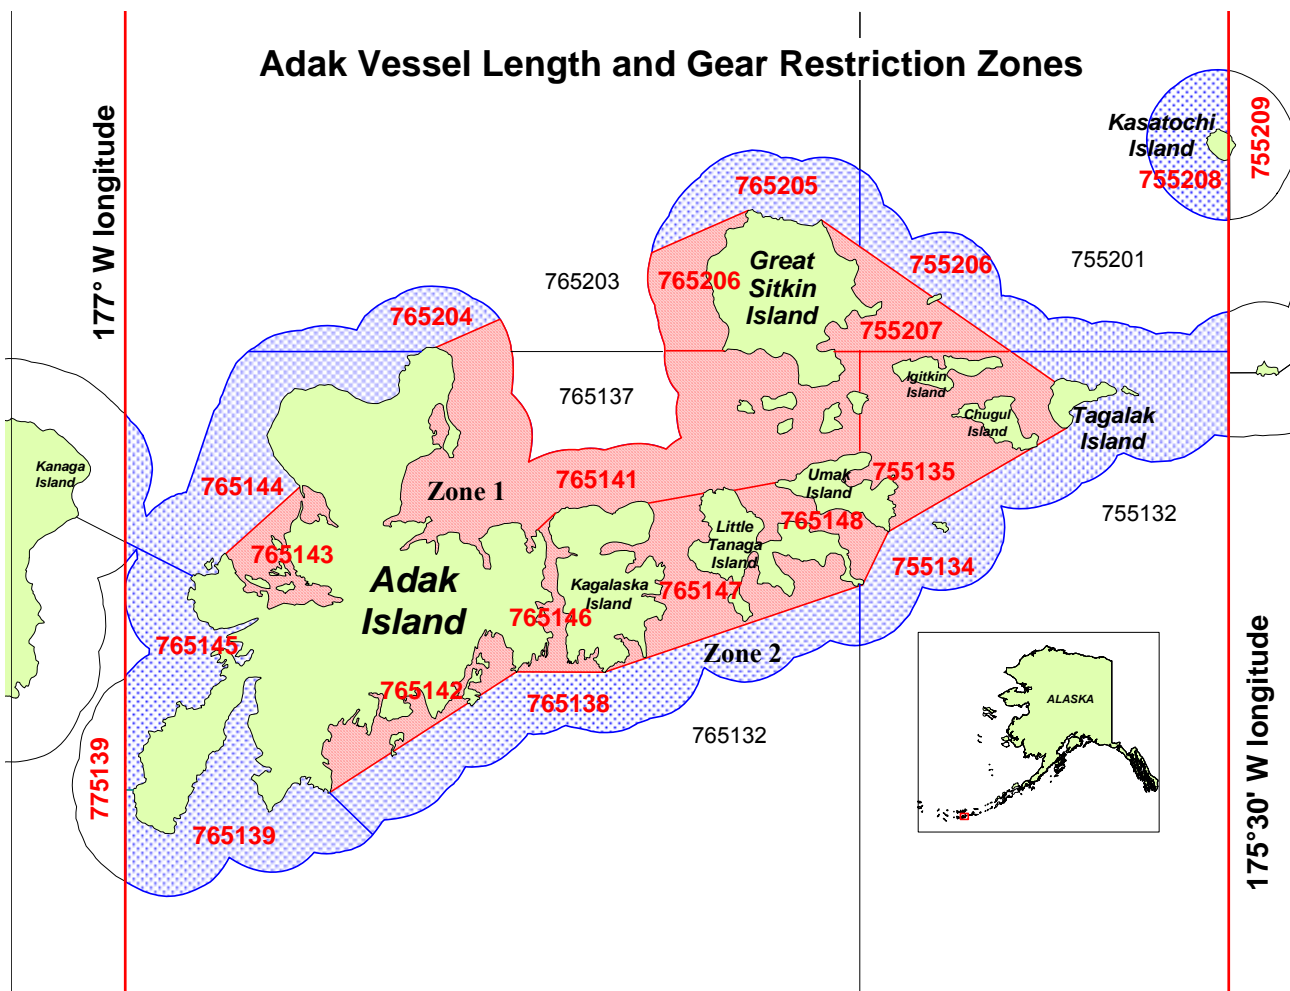 Adak Vessel Length and Gear Restriction Zones
177° W longitude
Kasatochi
Island
755208
755209
765205
765203
765206
Great
Sitkin
Island
755206
755201
765204
755207
765137
Igitkin
Island
Chugul
Island
Tagalak
Island
Kanaga
Island
765144
Zone 1
765141
Umak
Island
755135
755132
765143
765148
Little
Tanaga
Island
755134
Adak
Island
Kagalaska
Island
765147
765146
765145
Zone 2
765142
765138
765132
ALASKA
775139
765139
175°30' W longitude